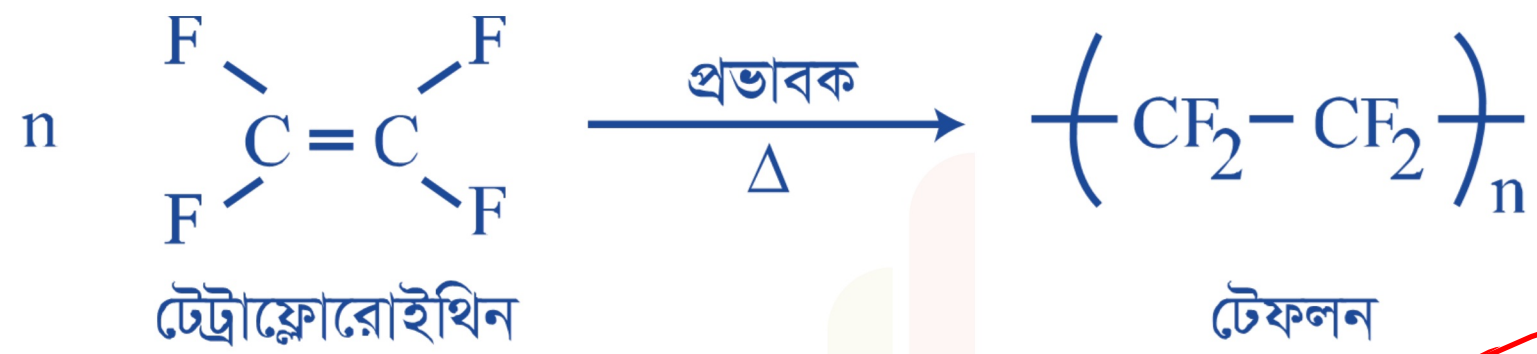 F F
প্রভাবক
n C = C ( CF₂ – CF₂ )ₙ
Δ
F F
টেট্রাফ্লোরোইথিন টেফলন